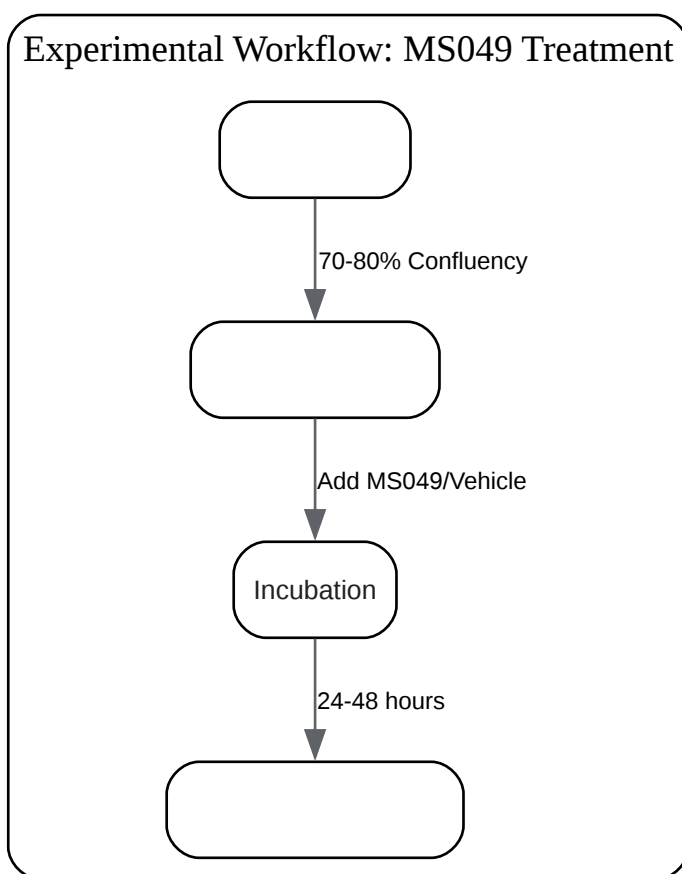 Experimental Workflow: MS049 Treatment
70-80% Confluency
Add MS049/Vehicle
Incubation
24-48 hours